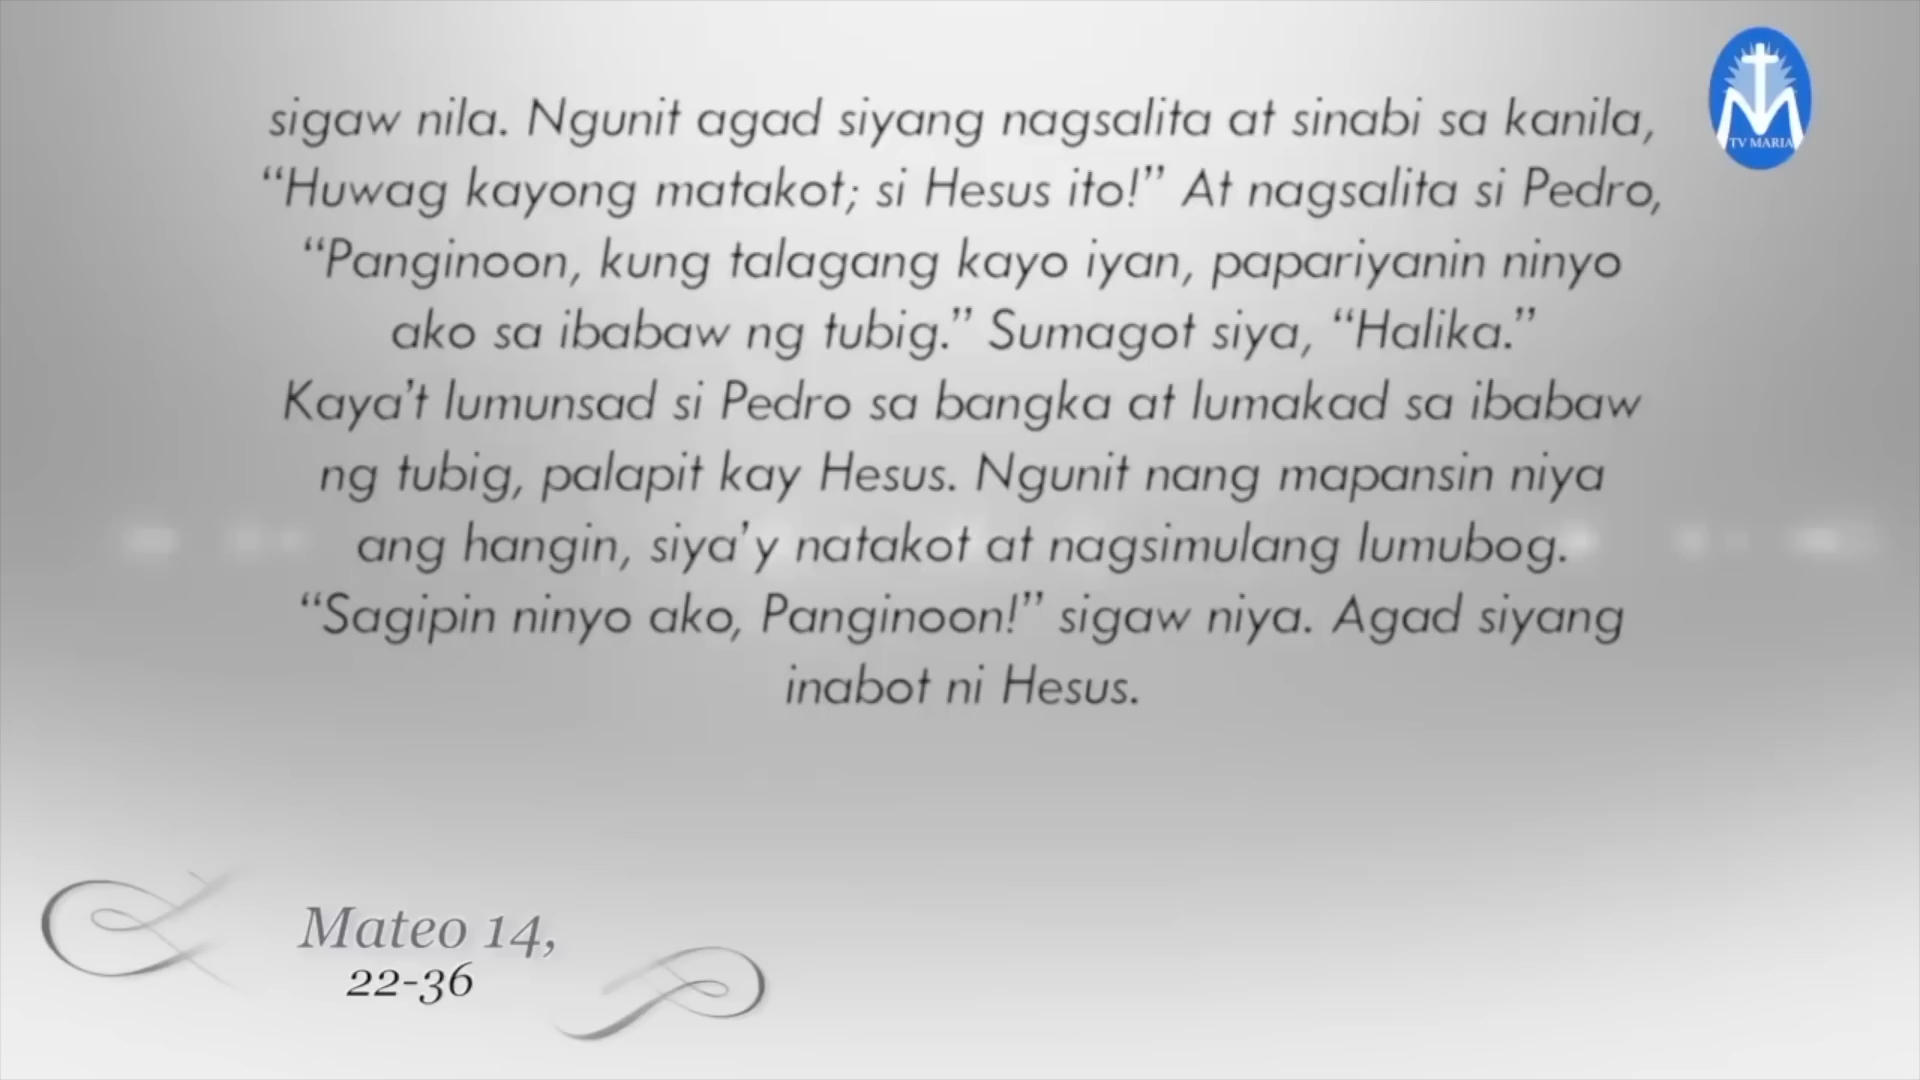 sigaw nila. Ngunit agad siyang nagsalita at sinabi sa kanila,
“Huwag kayong matakot; si Hesus ito!” At nagsalita si Pedro,
“Panginoon, kung talagang kayo iyan, papariyanin ninyo
ako sa ibabaw ng tubig.” Sumagot siya, “Halika.”
Kaya’t lumunsad si Pedro sa bangka at lumakad sa ibabaw
ng tubig, palapit kay Hesus. Ngunit nang mapansin niya
ang hangin, siya’y natakot at nagsimulang lumubog.
“Sagipin ninyo ako, Panginoon!” sigaw niya. Agad siyang
inabot ni Hesus.
TV MARIA
Mateo 14,
22-36